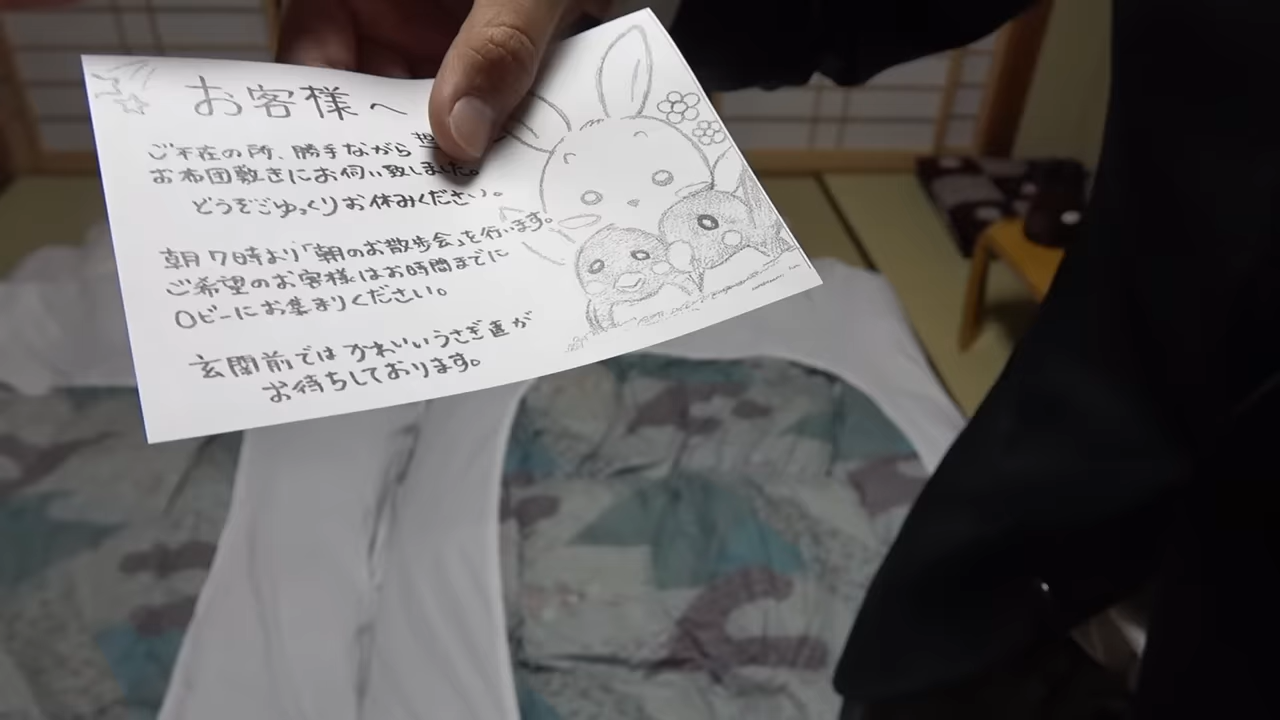 お客様へ
ご不在の所、勝手ながら担
お布団敷きにお伺い致しました。
どうぞごゆっくりお休みください。
朝7時より「朝のお散歩会」を行います。
ご希望のお客様はお時間までに
ロビーにお集まりください。
玄関前ではかわいいうさぎ達が
お待ちしております。